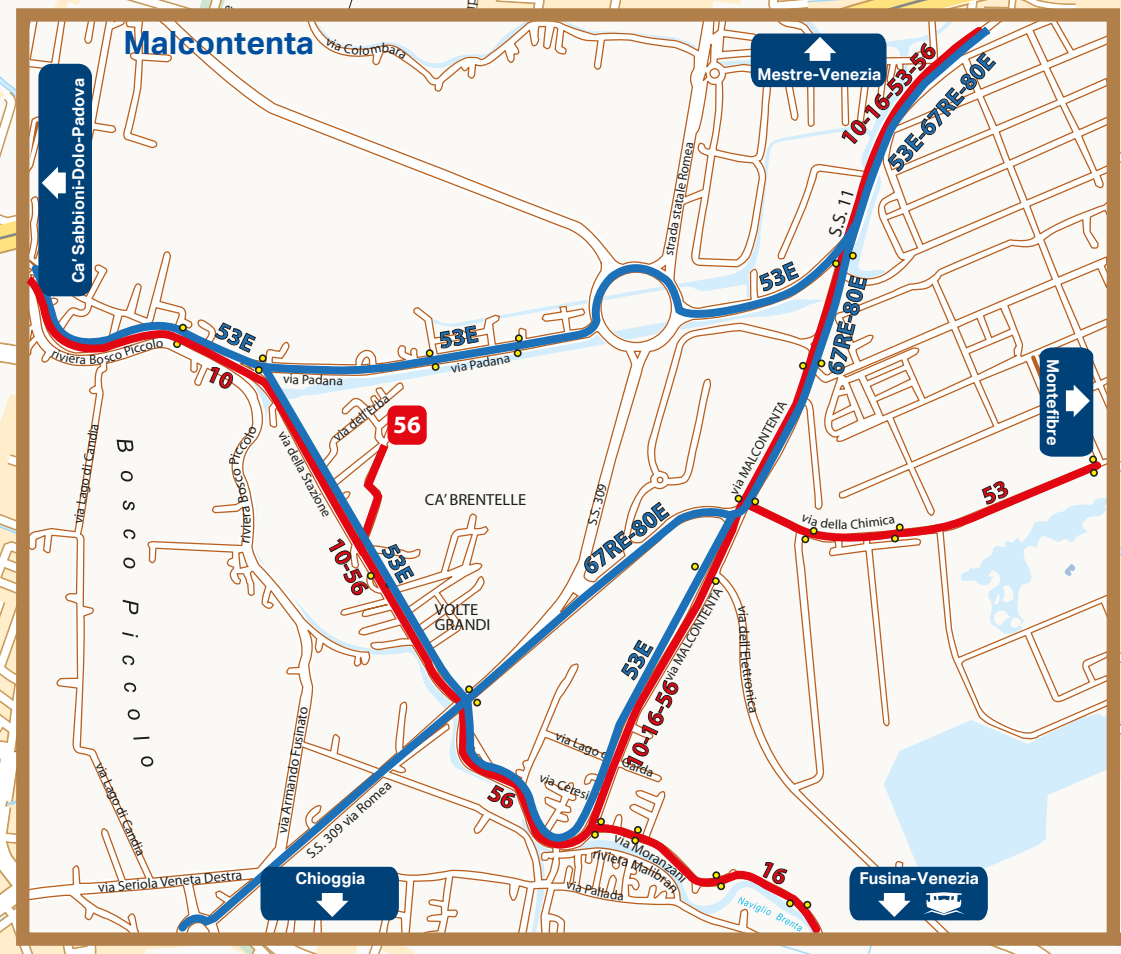 Malcontenta
via Colombara
Mestre-Venezia
10-16-53-56
53E-67RE-80E
Ca' Sabbioni-Dolo-Padova
strada statale Romea
S.S. 11
53E
67RE-80E
53E
53E
riviera Bosco Piccolo
via Padana
via Padana
10
Montefibre
via dell'Erba
56
via MALCONTENTA
via Lago di Candia
Bosco Piccolo
riviera Bosco Piccolo
via della Stazione
CA' BRENTELLE
S.S. 309
53
via della Chimica
67RE-80E
10-56
53E
VOLTE
GRANDI
via MALCONTENTA
via dell'Elettronica
53E
10-16-56
via Armando Fusinato
via Lago di Garda
via Lago di Candia
via Ceresi
56
S.S. 309 via Romea
via Moranzani
riviera Malibran
16
via Seriola Veneta Destra
Chioggia
via Pallada
Fusina-Venezia
Naviglio Brenta